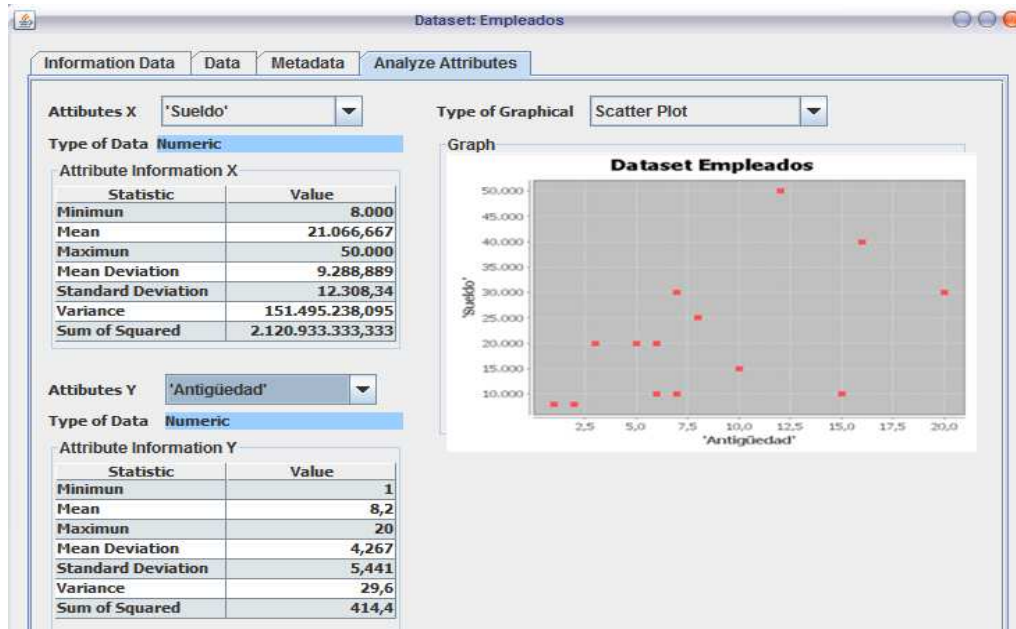 Dataset: Empleados
Information Data Data Metadata Analyze Attributes
Attibutes X 'Sueldo'
Type of Data Numeric
Attribute Information X
Statistic Value
Minimun 8.000
Mean 21.066,667
Maximun 50.000
Mean Deviation 9.288,889
Standard Deviation 12.308,34
Variance 151.495.238,095
Sum of Squared 2.120.933.333,333
Attibutes Y 'Antigüedad'
Type of Data Numeric
Attribute Information Y
Statistic Value
Minimun 1
Mean 8,2
Maximun 20
Mean Deviation 4,267
Standard Deviation 5,441
Variance 29,6
Sum of Squared 414,4
Type of Graphical Scatter Plot
Graph
Dataset Empleados
50.000
45.000
40.000
35.000
30.000
25.000
20.000
15.000
10.000
'Sueldo'
2,5 5,0 7,5 10,0 12,5 15,0 17,5 20,0
'Antigüedad'